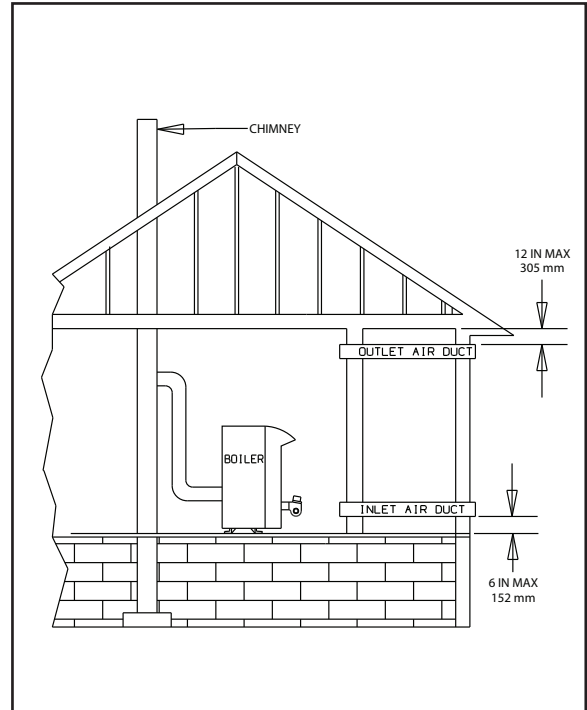 CHIMNEY
12 IN MAX
305 mm
OUTLET AIR DUCT
BOILER
INLET AIR DUCT
6 IN MAX
152 mm